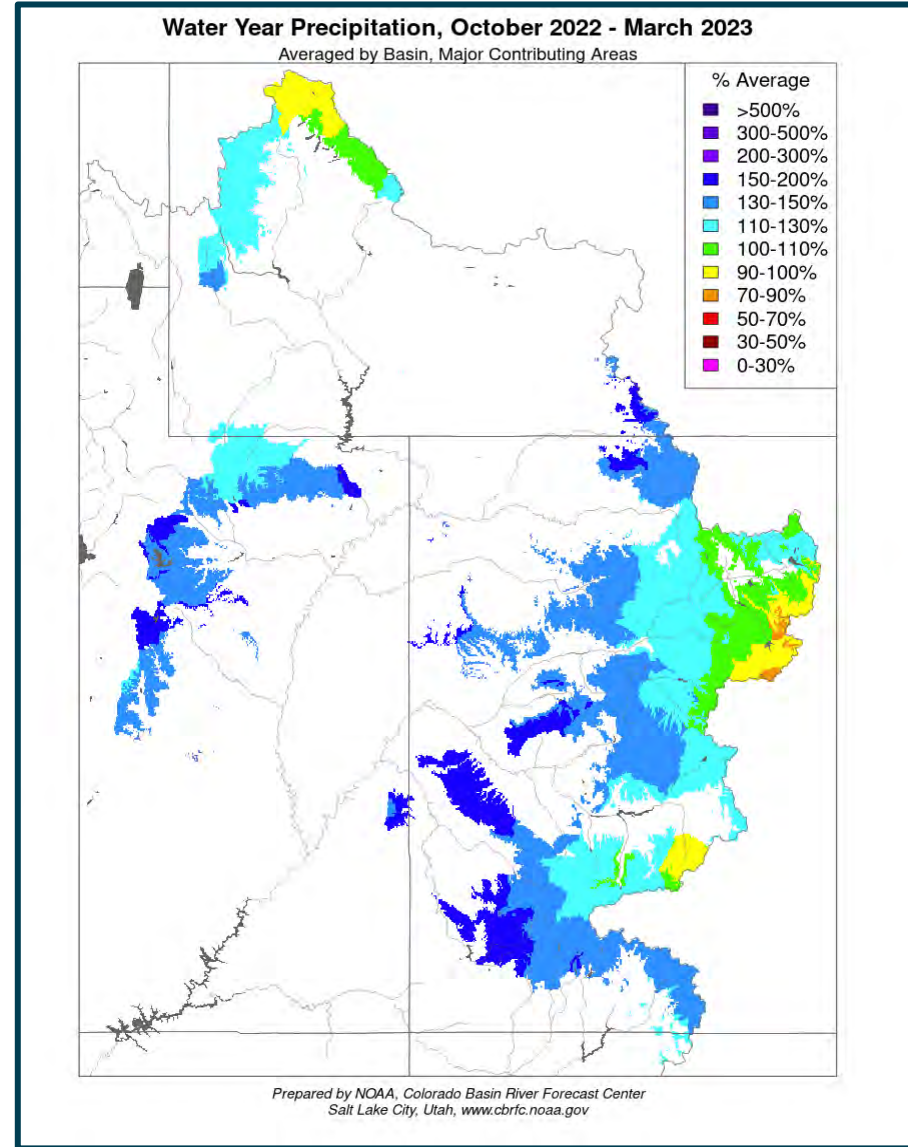 Water Year Precipitation, October 2022 - March 2023
Averaged by Basin, Major Contributing Areas
% Average
>500%
300-500%
200-300%
150-200%
130-150%
110-130%
100-110%
90-100%
70-90%
50-70%
30-50%
0-30%
Prepared by NOAA, Colorado Basin River Forecast Center
Salt Lake City, Utah, www.cbrfc.noaa.gov